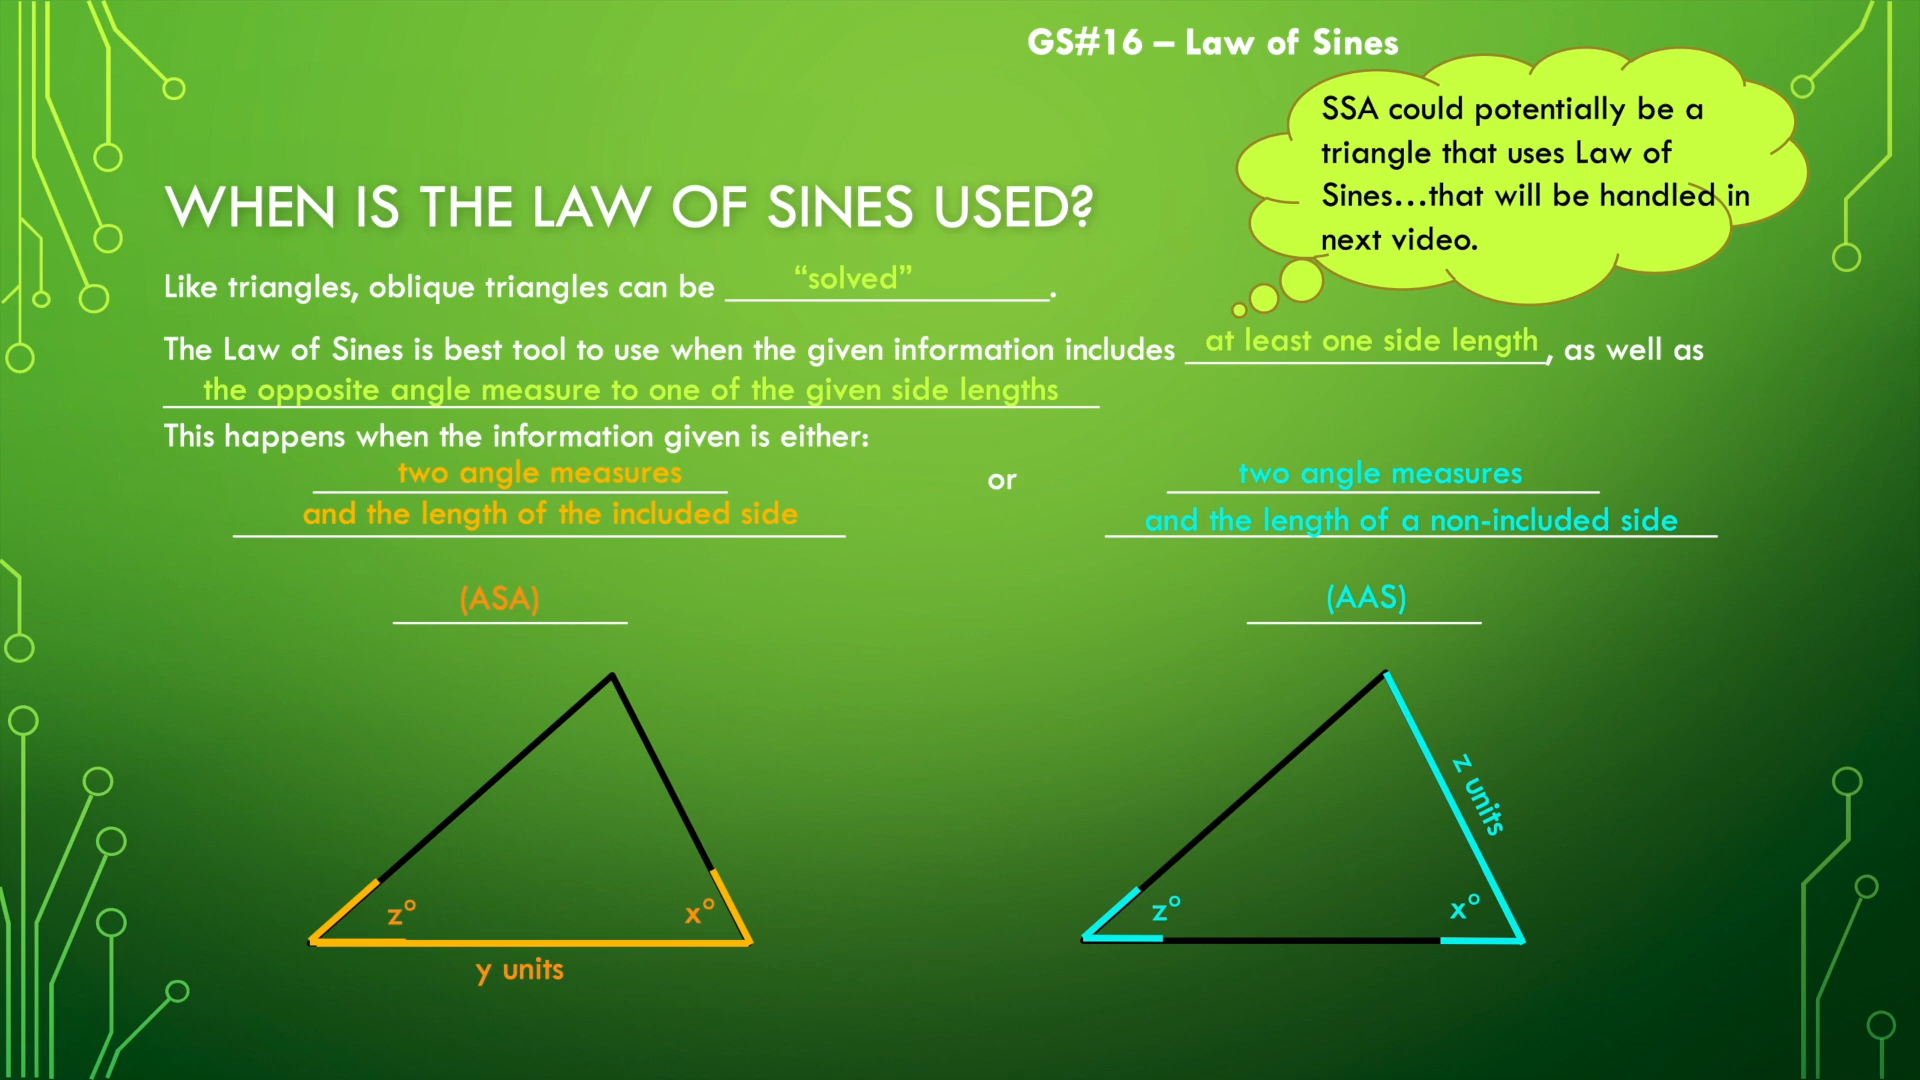 GS#16 – Law of Sines
SSA could potentially be a
triangle that uses Law of
Sines...that will be handled in
next video.
WHEN IS THE LAW OF SINES USED?
Like triangles, oblique triangles can be “solved”.
The Law of Sines is best tool to use when the given information includes at least one side length, as well as
the opposite angle measure to one of the given side lengths
This happens when the information given is either:
two angle measures or two angle measures
and the length of the included side and the length of a non-included side
(ASA) (AAS)
z units
z° x° z° x°
y units